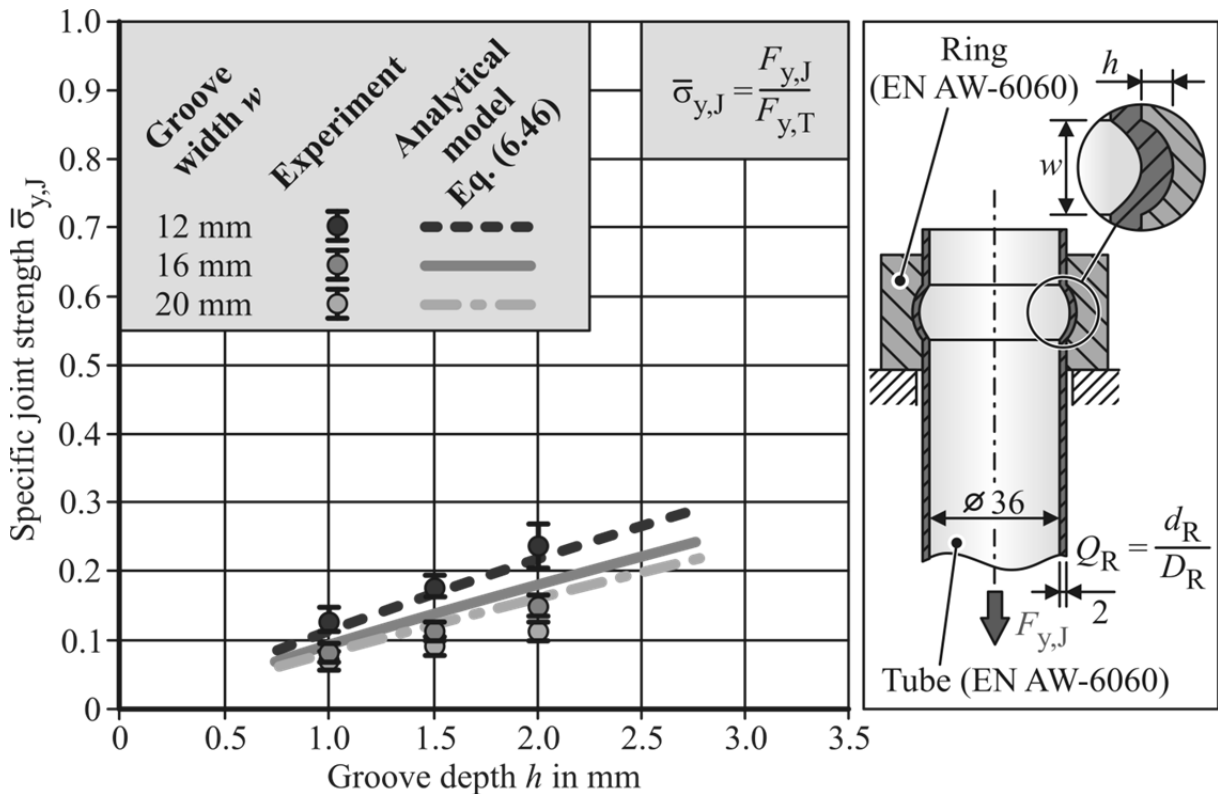 1.0
0.9
0.8
0.7
0.6
0.5
0.4
0.3
0.2
0.1
0
Specific joint strength σ̄y,J
0
0.5
1.0
1.5
2.0
2.5
3.0
3.5
Groove depth h in mm
Groove
width w
Experiment
Analytical
model
Eq. (6.46)
12 mm
16 mm
20 mm
σ̄y,J = Fy,J / Fy,T
Ring
(EN AW-6060)
h
w
⌀ 36
QR = dR / DR
2
Fy,J
Tube (EN AW-6060)